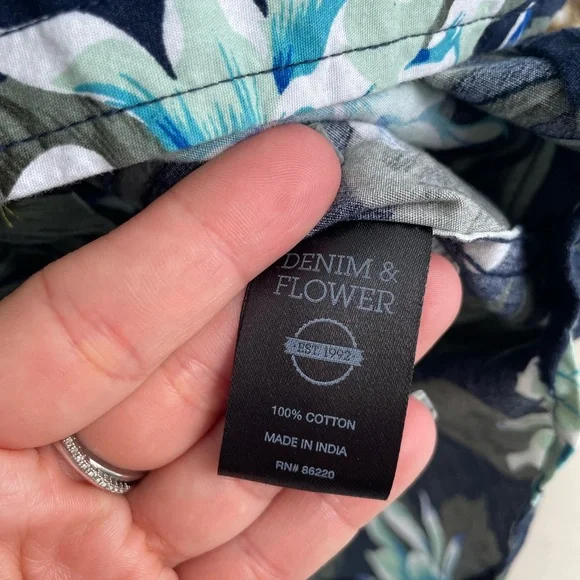 DENIM &
FLOWER
·EST. 1992·
100% COTTON
MADE IN INDIA
RN# 86220